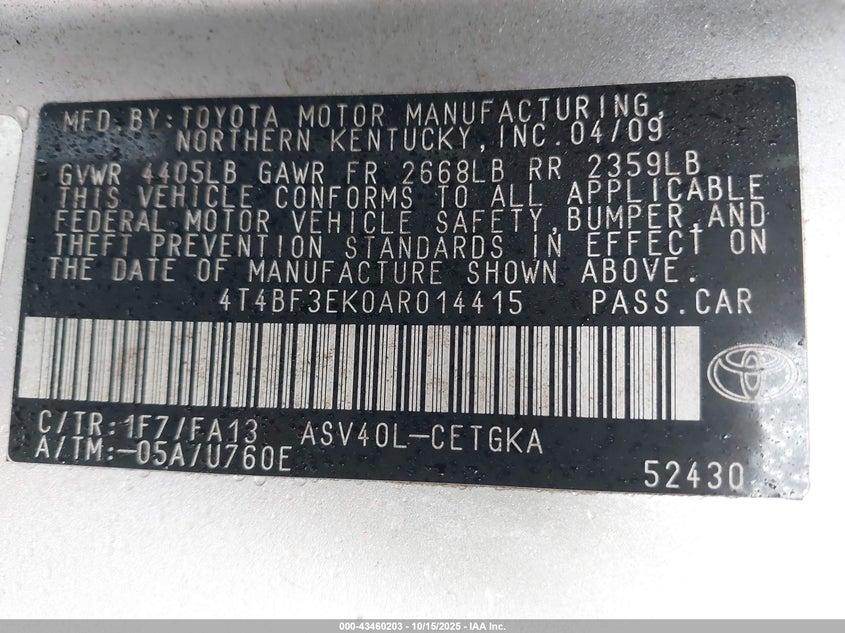 MFD. BY: TOYOTA MOTOR MANUFACTURING,
NORTHERN KENTUCKY, INC. 04/09
GVWR 4405LB GAWR FR 2668LB RR 2359LB
THIS VEHICLE CONFORMS TO ALL APPLICABLE
FEDERAL MOTOR VEHICLE SAFETY, BUMPER, AND
THEFT PREVENTION STANDARDS IN EFFECT ON
THE DATE OF MANUFACTURE SHOWN ABOVE.
4T4BF3EK0AR014415 PASS. CAR
C/TR: 1F7/FA13 ASV40L-CETGKA
A/TM: -05A/U760E
52430
000-43460203 - 10/15/2025 - IAA Inc.